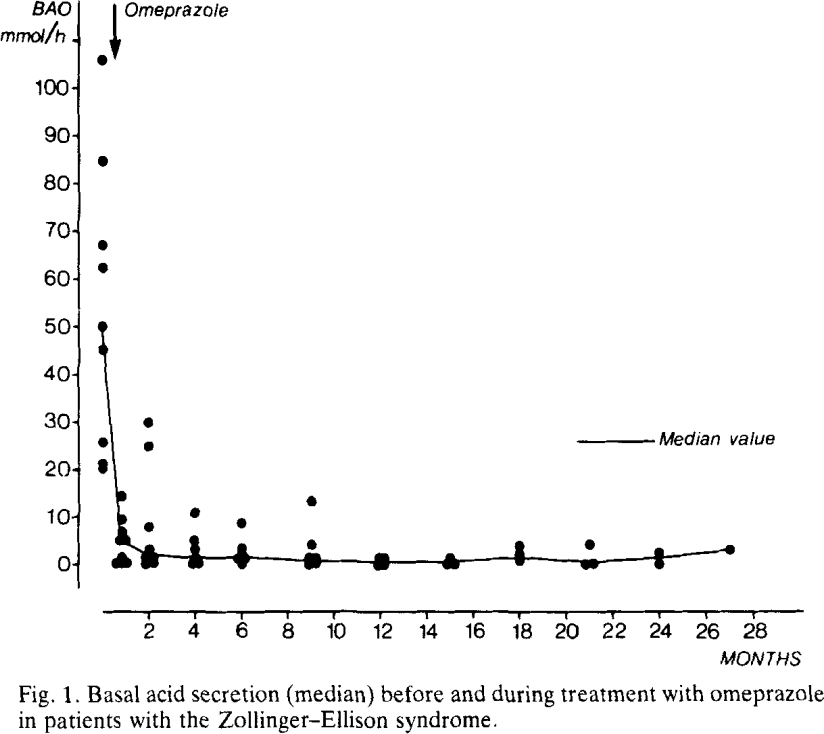 BAO
mmol/h
Omeprazole
100
90
80
70
60
50
40
30
20
10
0
Median value
2 4 6 8 10 12 14 16 18 20 22 24 26 28
MONTHS
Fig. 1. Basal acid secretion (median) before and during treatment with omeprazole
in patients with the Zollinger–Ellison syndrome.